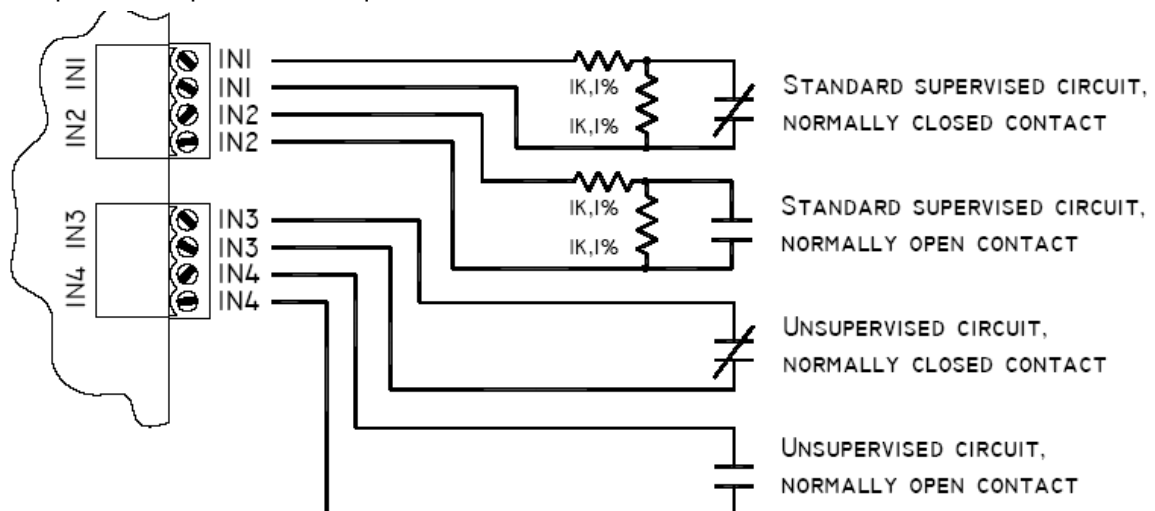 IN1
IN1
IN2
IN2
IN1
IN1
IN2
1K,1%
1K,1%
STANDARD SUPERVISED CIRCUIT,
NORMALLY CLOSED CONTACT
1K,1%
1K,1%
STANDARD SUPERVISED CIRCUIT,
NORMALLY OPEN CONTACT
IN3
IN3
IN4
IN4
IN3
IN4
UNSUPERVISED CIRCUIT,
NORMALLY CLOSED CONTACT
UNSUPERVISED CIRCUIT,
NORMALLY OPEN CONTACT